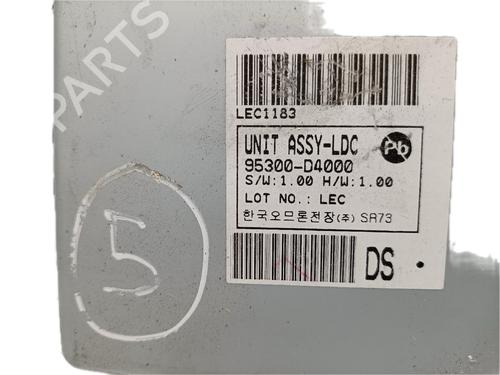 PARTS
LEC1183
UNIT ASSY-LDC
Pb
95300-D4000
S/W:1.00 H/W:1.00
LOT NO.: LEC
한국오므론전장(주) SR73
DS
5